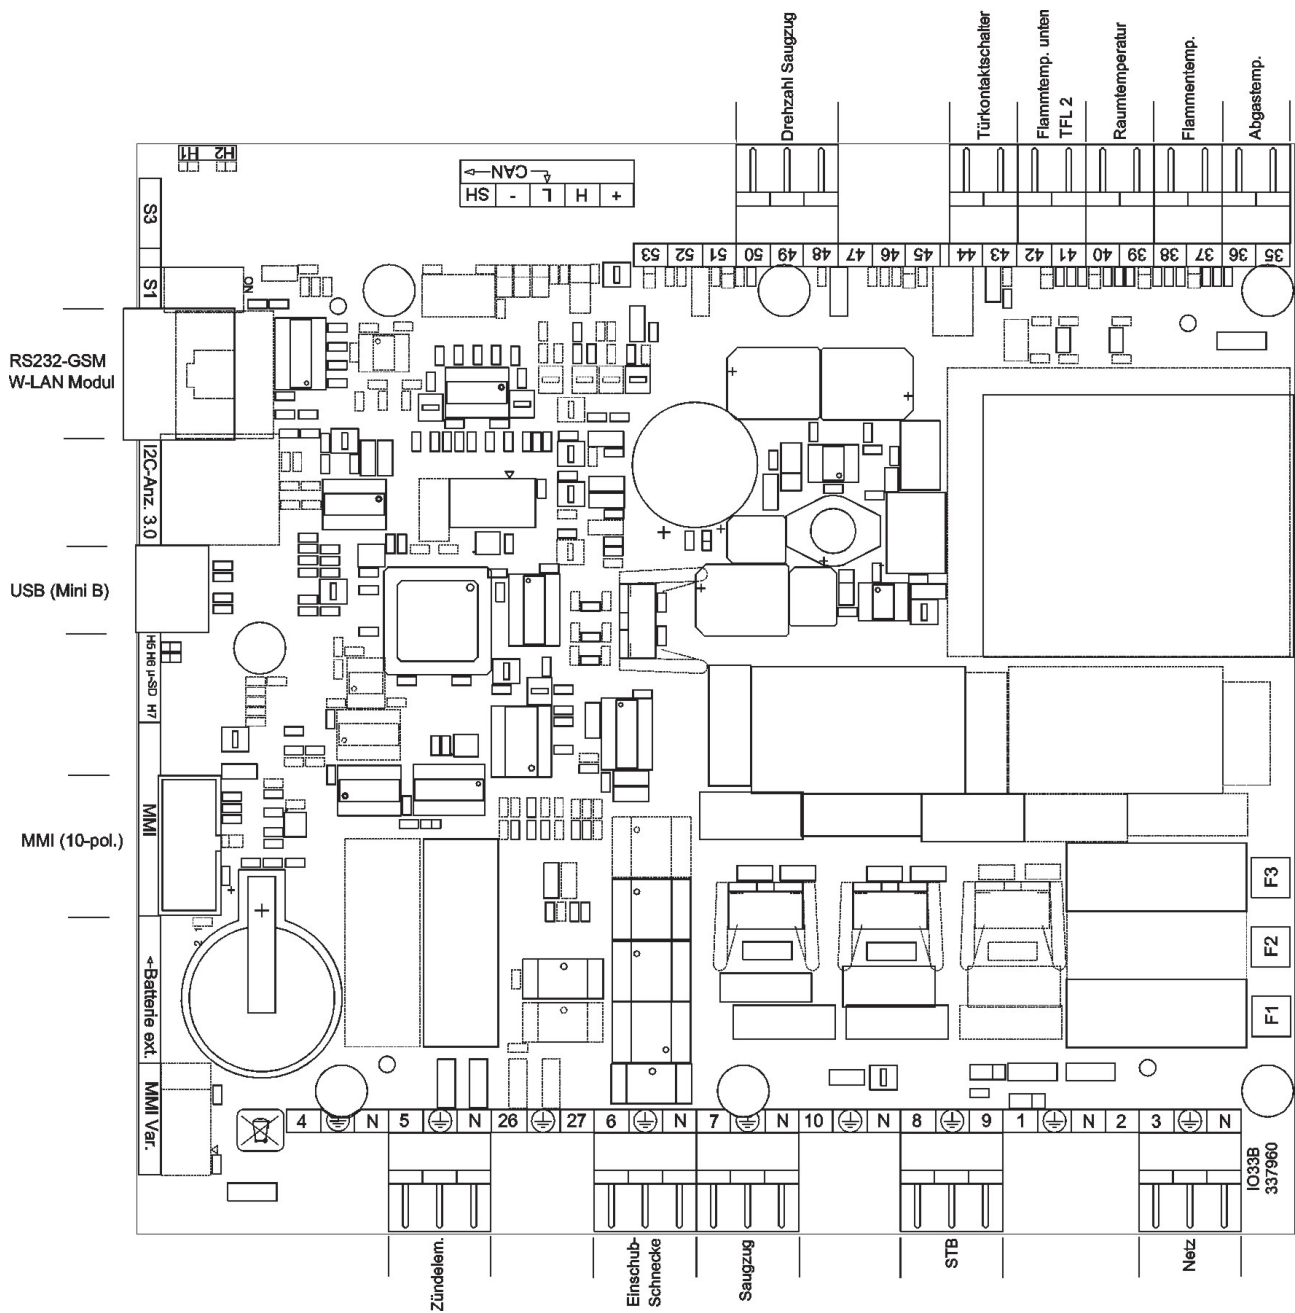 Drehzahl Saugzug
Türkontaktschalter
Flammtemp. unten
TFL 2
Raumtemperatur
Flammentemp.
Abgastemp.
H1
H2
CAN
SH - L H +
S3
S1
ON
53 52 51 50 49 48 47 46 45 44 43 42 41 40 39 38 37 36 35
RS232-GSM
W-LAN Modul
I2C-Anz. 3.0
USB (Mini B)
H5 H6 µ-SD H7
MMI
MMI (10-pol.)
+
+
+
+
+
+
+
+
2 1
Batterie ext.
MMI Var.
F3
F2
F1
4 N 5 N 26 27 6 N 7 N 10 N 8 9 1 N 2 3 N
IO33B
337960
Zündelem.
Einschub-
Schnecke
Saugzug
STB
Netz